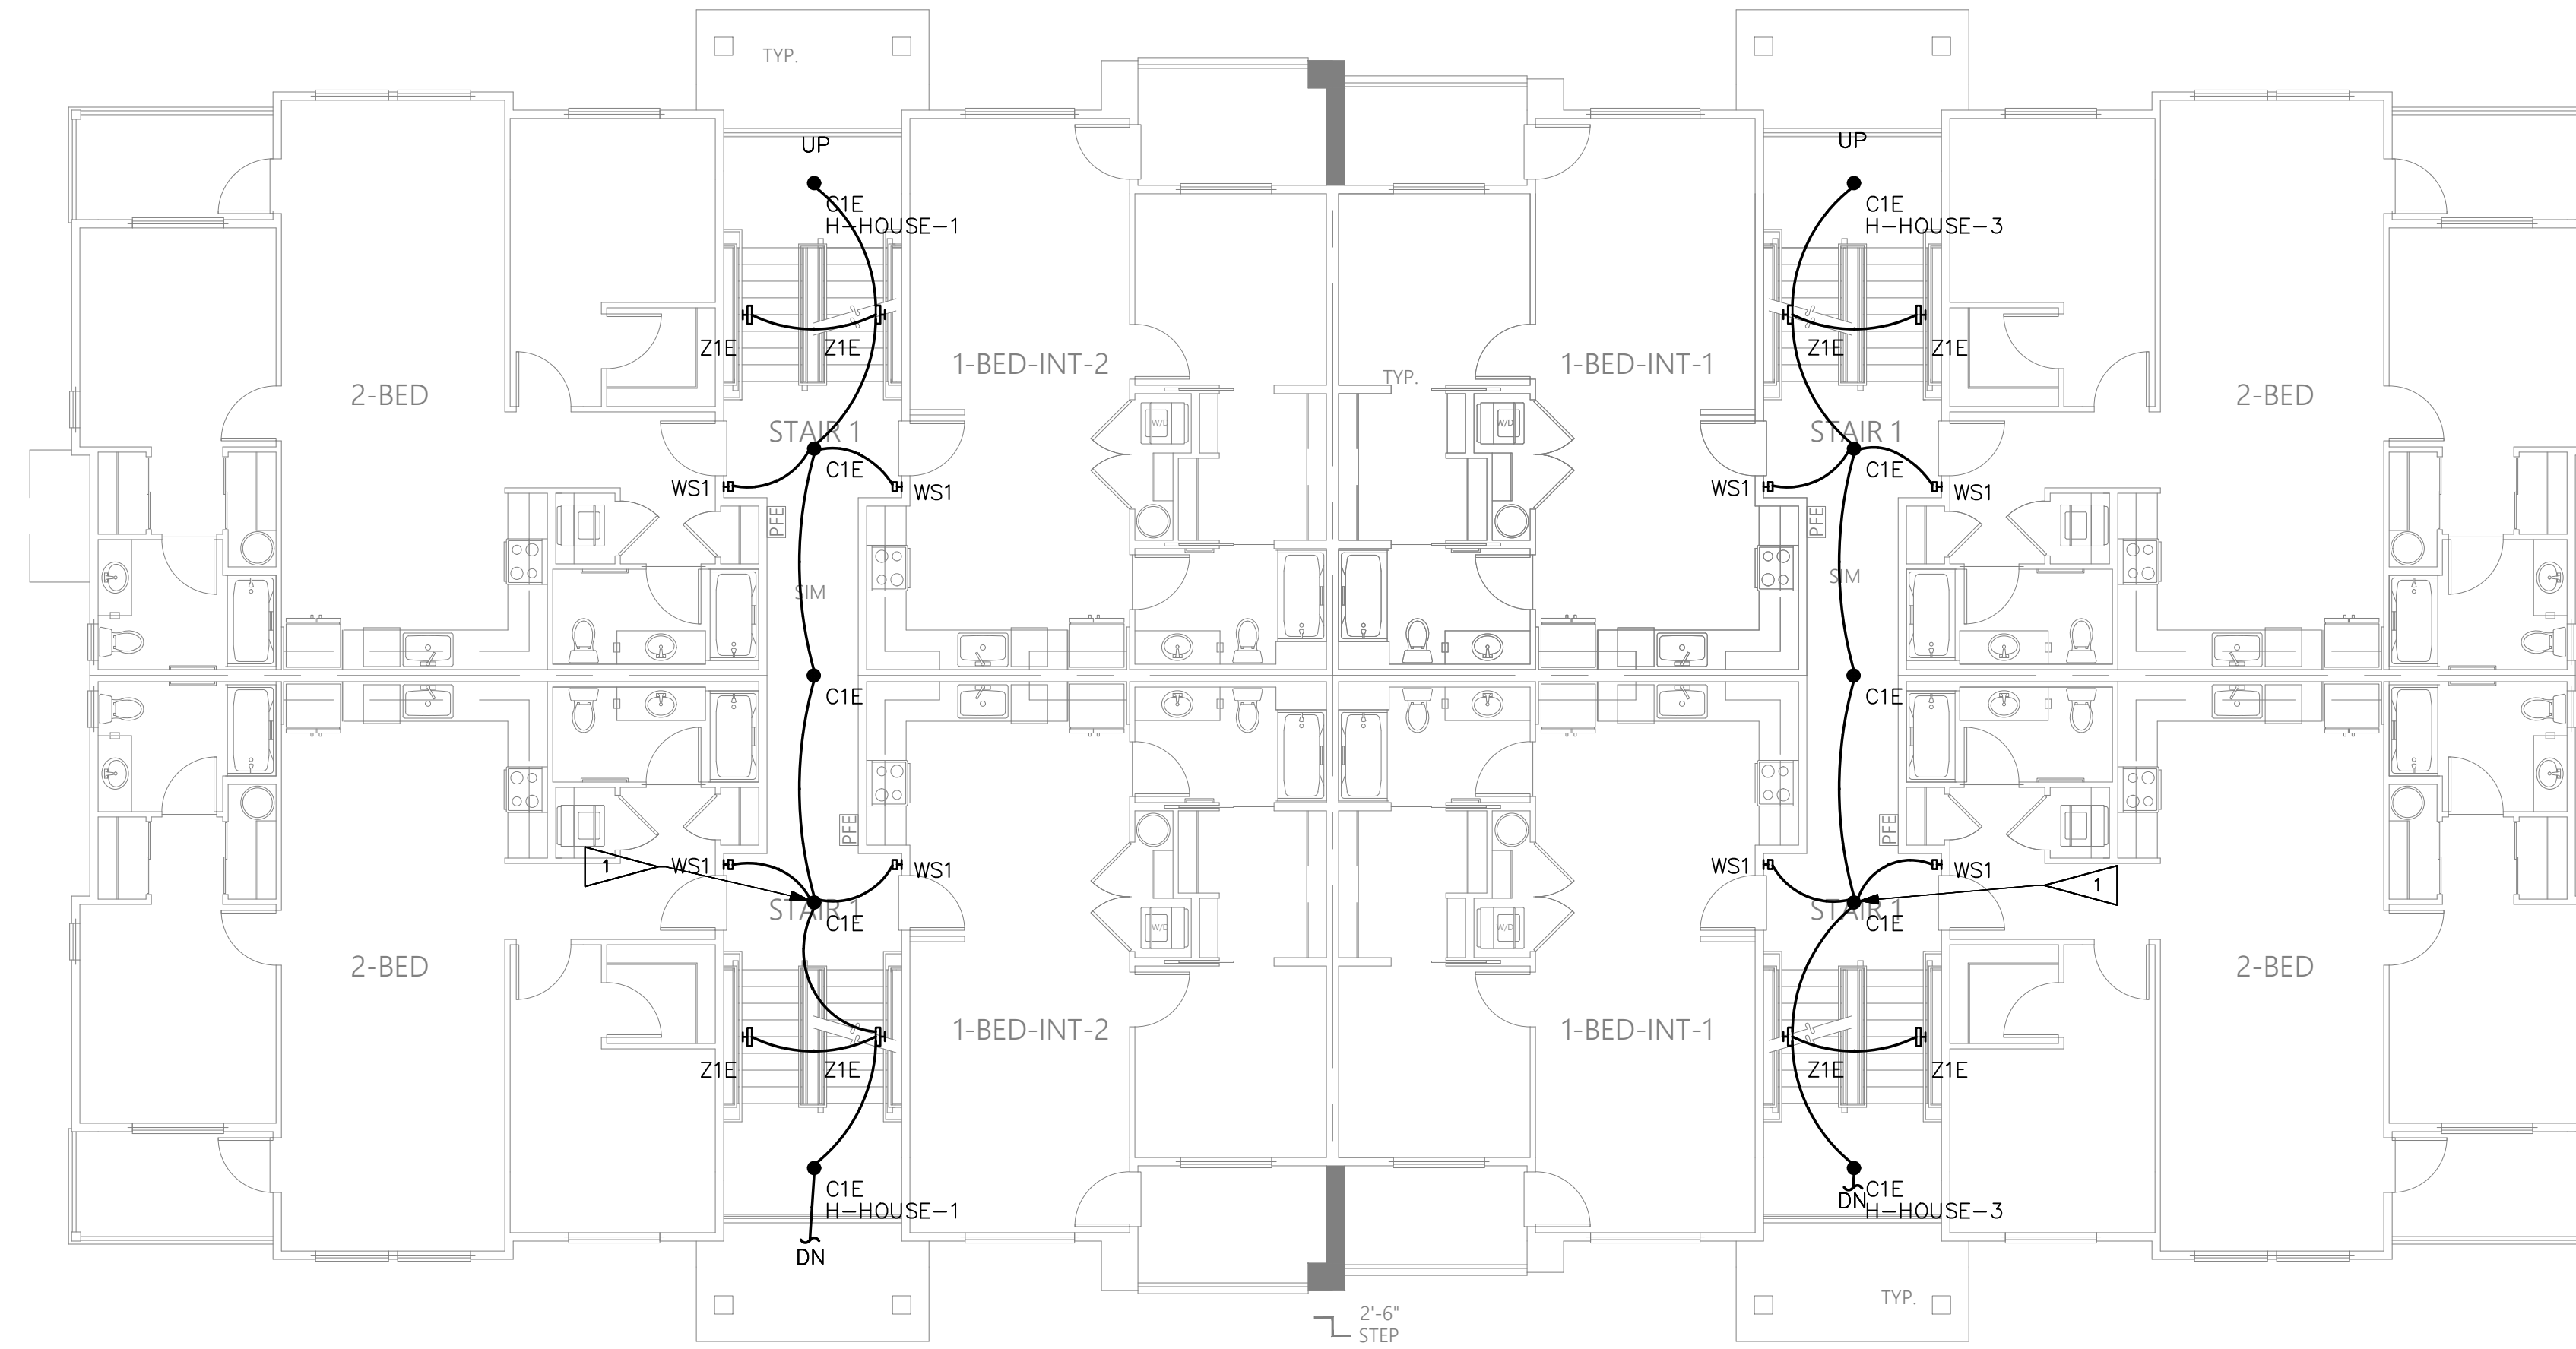 TYP.
UP
UP
C1E
H-HOUSE-1
C1E
H-HOUSE-3
Z1E
Z1E
Z1E
Z1E
2-BED
1-BED-INT-2
TYP.
1-BED-INT-1
2-BED
W/D
W/D
STAIR 1
STAIR 1
C1E
C1E
WS1
WS1
WS1
WS1
PFE
PFE
SIM
SIM
C1E
C1E
PFE
PFE
1
WS1
WS1
WS1
WS1
1
STAIR 1
STAIR 1
C1E
C1E
W/D
W/D
2-BED
2-BED
1-BED-INT-2
1-BED-INT-1
Z1E
Z1E
Z1E
Z1E
C1E
H-HOUSE-1
DN
C1E
H-HOUSE-3
DN
TYP.
2'-6"
STEP